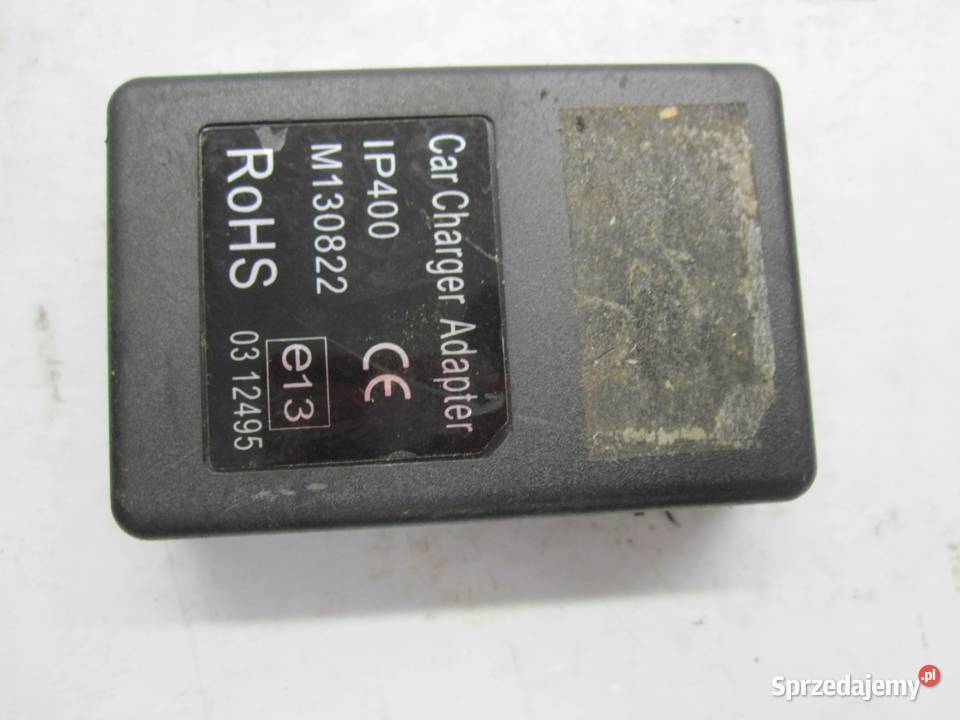 Car Charger Adapter
IP400 CE
M130822
e13
RoHS 03 12495
Sprzedajemy.pl